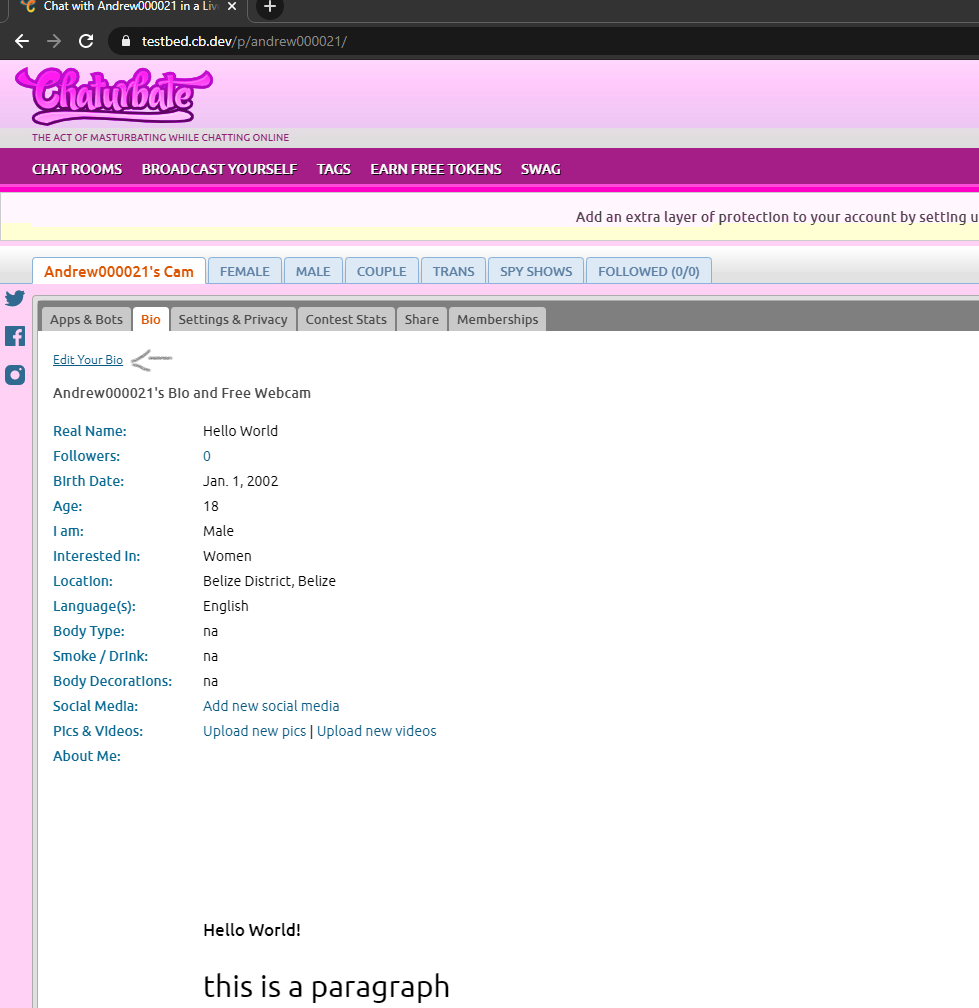 Chat with Andrew000021 in a Liv
testbed.cb.dev/p/andrew000021/
Chaturbate
THE ACT OF MASTURBATING WHILE CHATTING ONLINE
CHAT ROOMS BROADCAST YOURSELF TAGS EARN FREE TOKENS SWAG
Add an extra layer of protection to your account by setting u
Andrew000021's Cam FEMALE MALE COUPLE TRANS SPY SHOWS FOLLOWED (0/0)
Apps & Bots Bio Settings & Privacy Contest Stats Share Memberships
Edit Your Bio
Andrew000021's Bio and Free Webcam
Real Name: Hello World
Followers: 0
Birth Date: Jan. 1, 2002
Age: 18
I am: Male
Interested In: Women
Location: Belize District, Belize
Language(s): English
Body Type: na
Smoke / Drink: na
Body Decorations: na
Social Media: Add new social media
Pics & Videos: Upload new pics | Upload new videos
About Me:
Hello World!
this is a paragraph